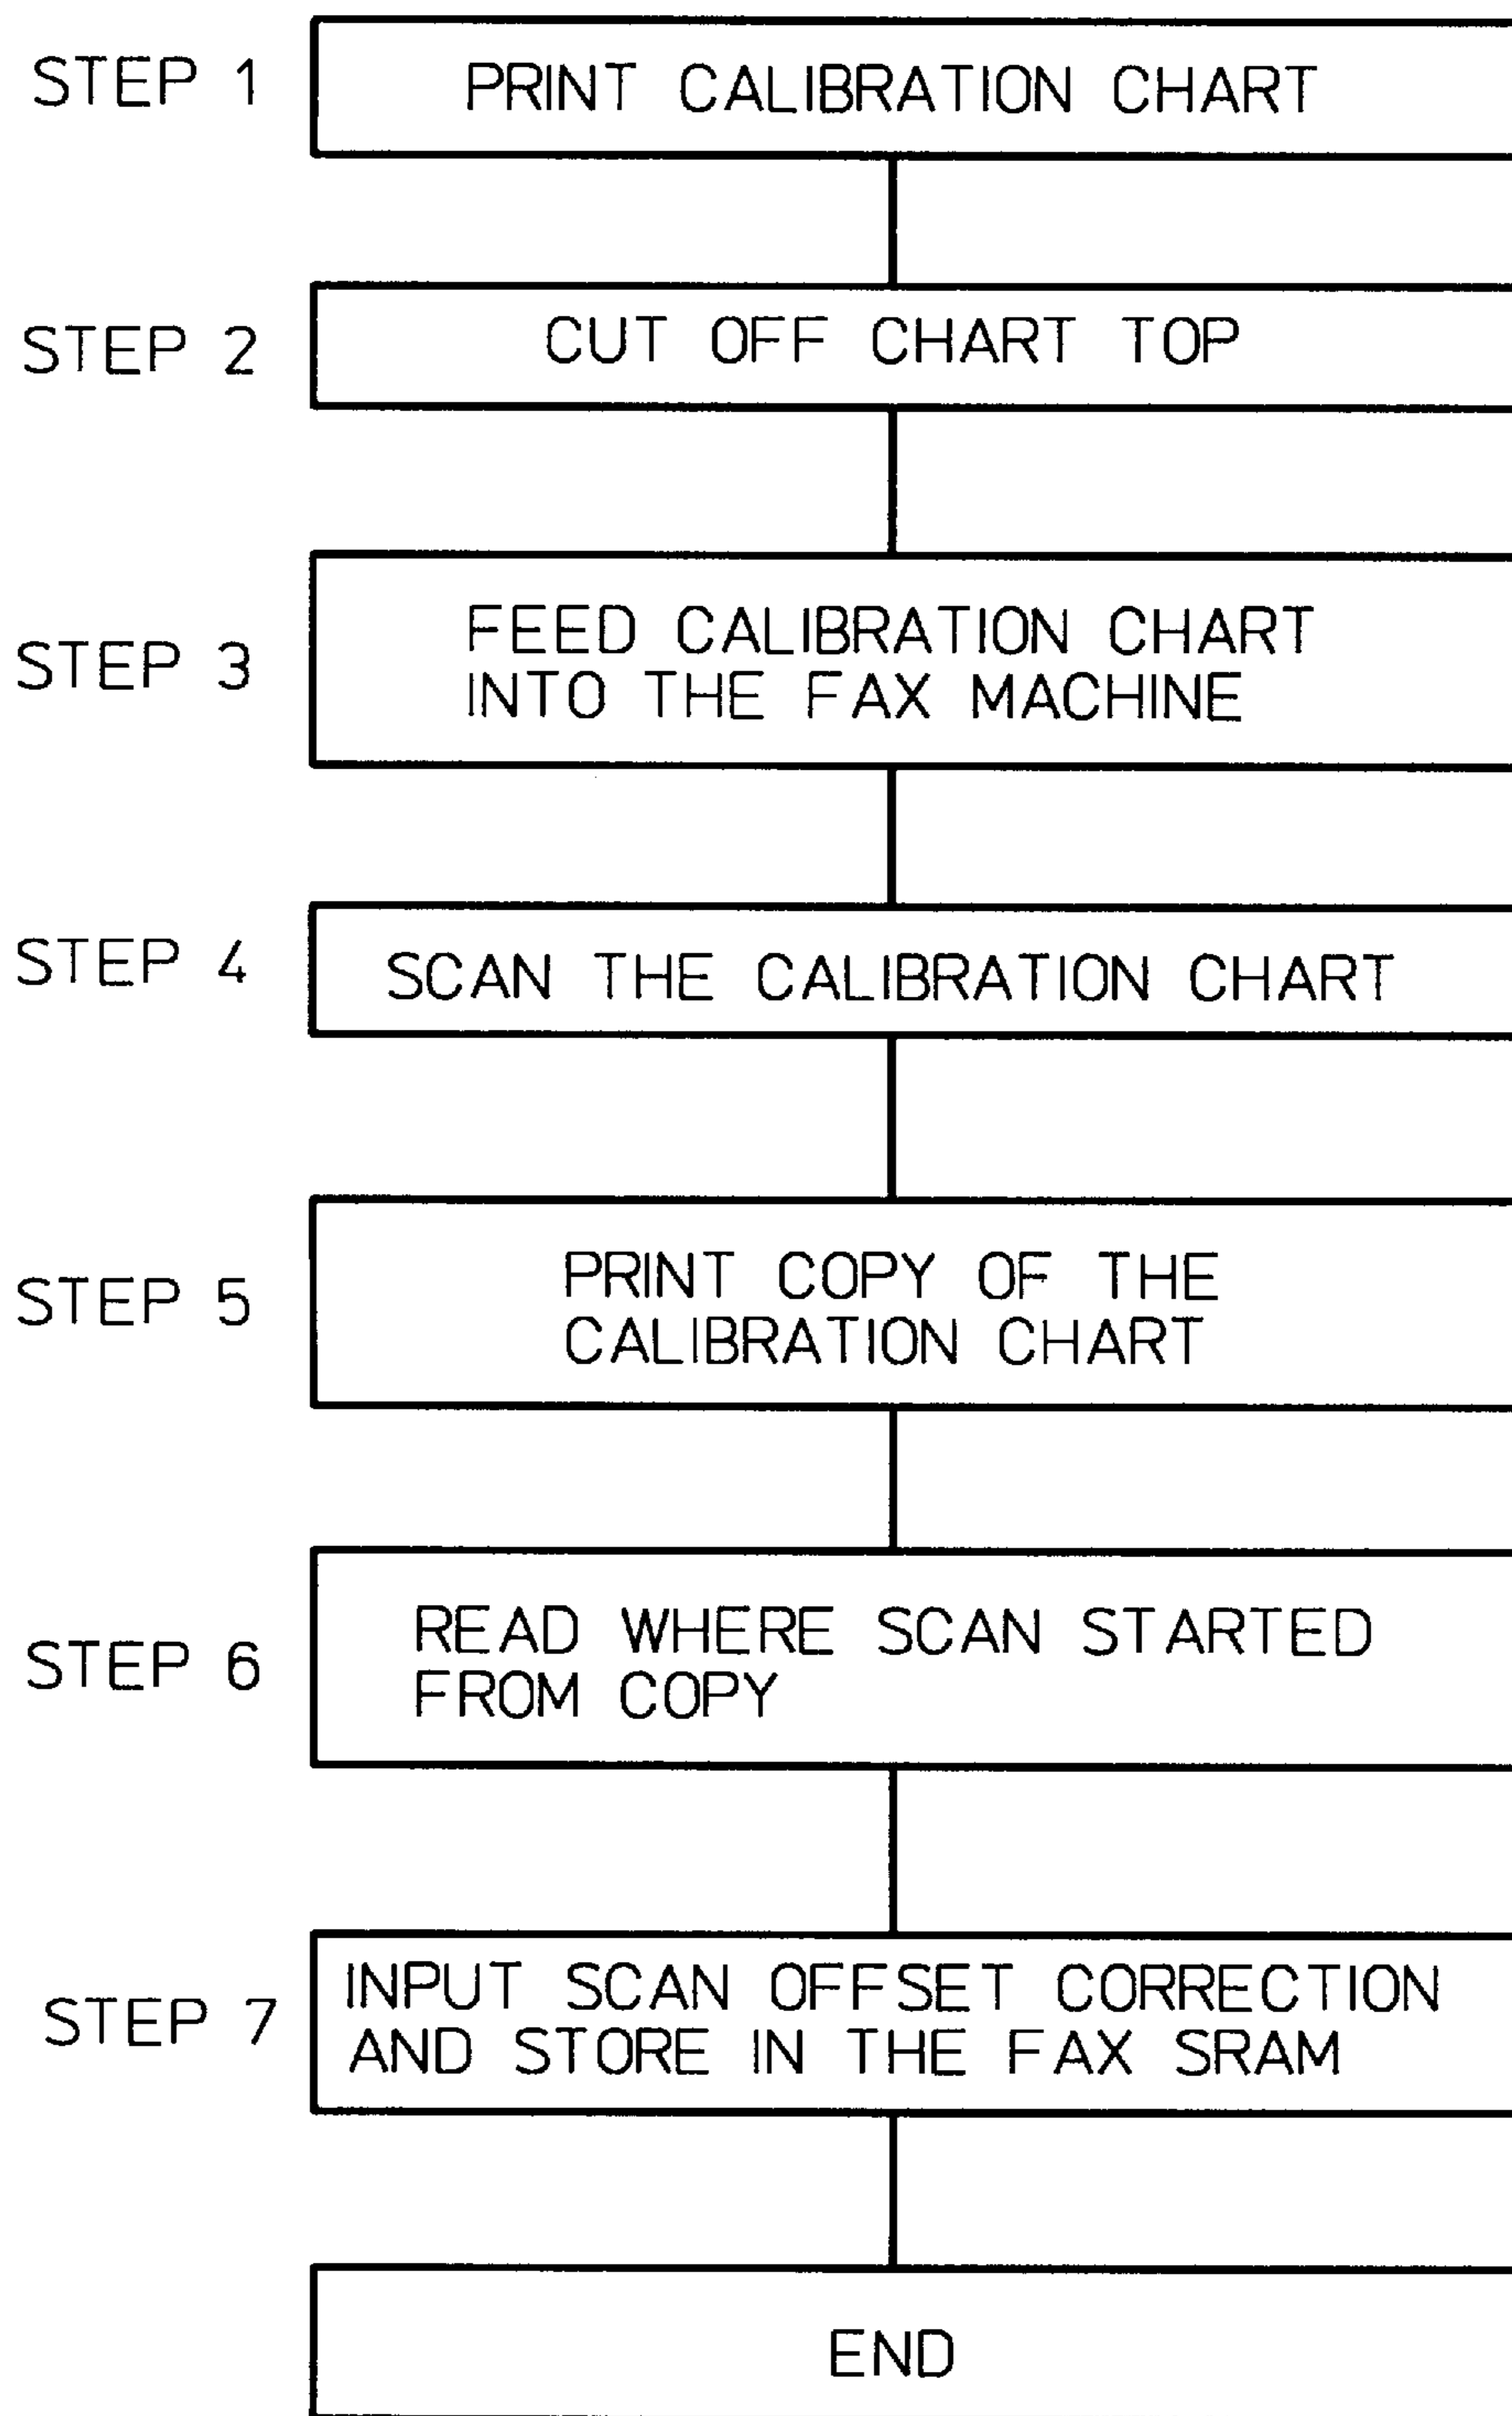 STEP 1
PRINT CALIBRATION CHART
STEP 2
CUT OFF CHART TOP
STEP 3
FEED CALIBRATION CHART
INTO THE FAX MACHINE
STEP 4
SCAN THE CALIBRATION CHART
STEP 5
PRINT COPY OF THE
CALIBRATION CHART
STEP 6
READ WHERE SCAN STARTED
FROM COPY
STEP 7
INPUT SCAN OFFSET CORRECTION
AND STORE IN THE FAX SRAM
END